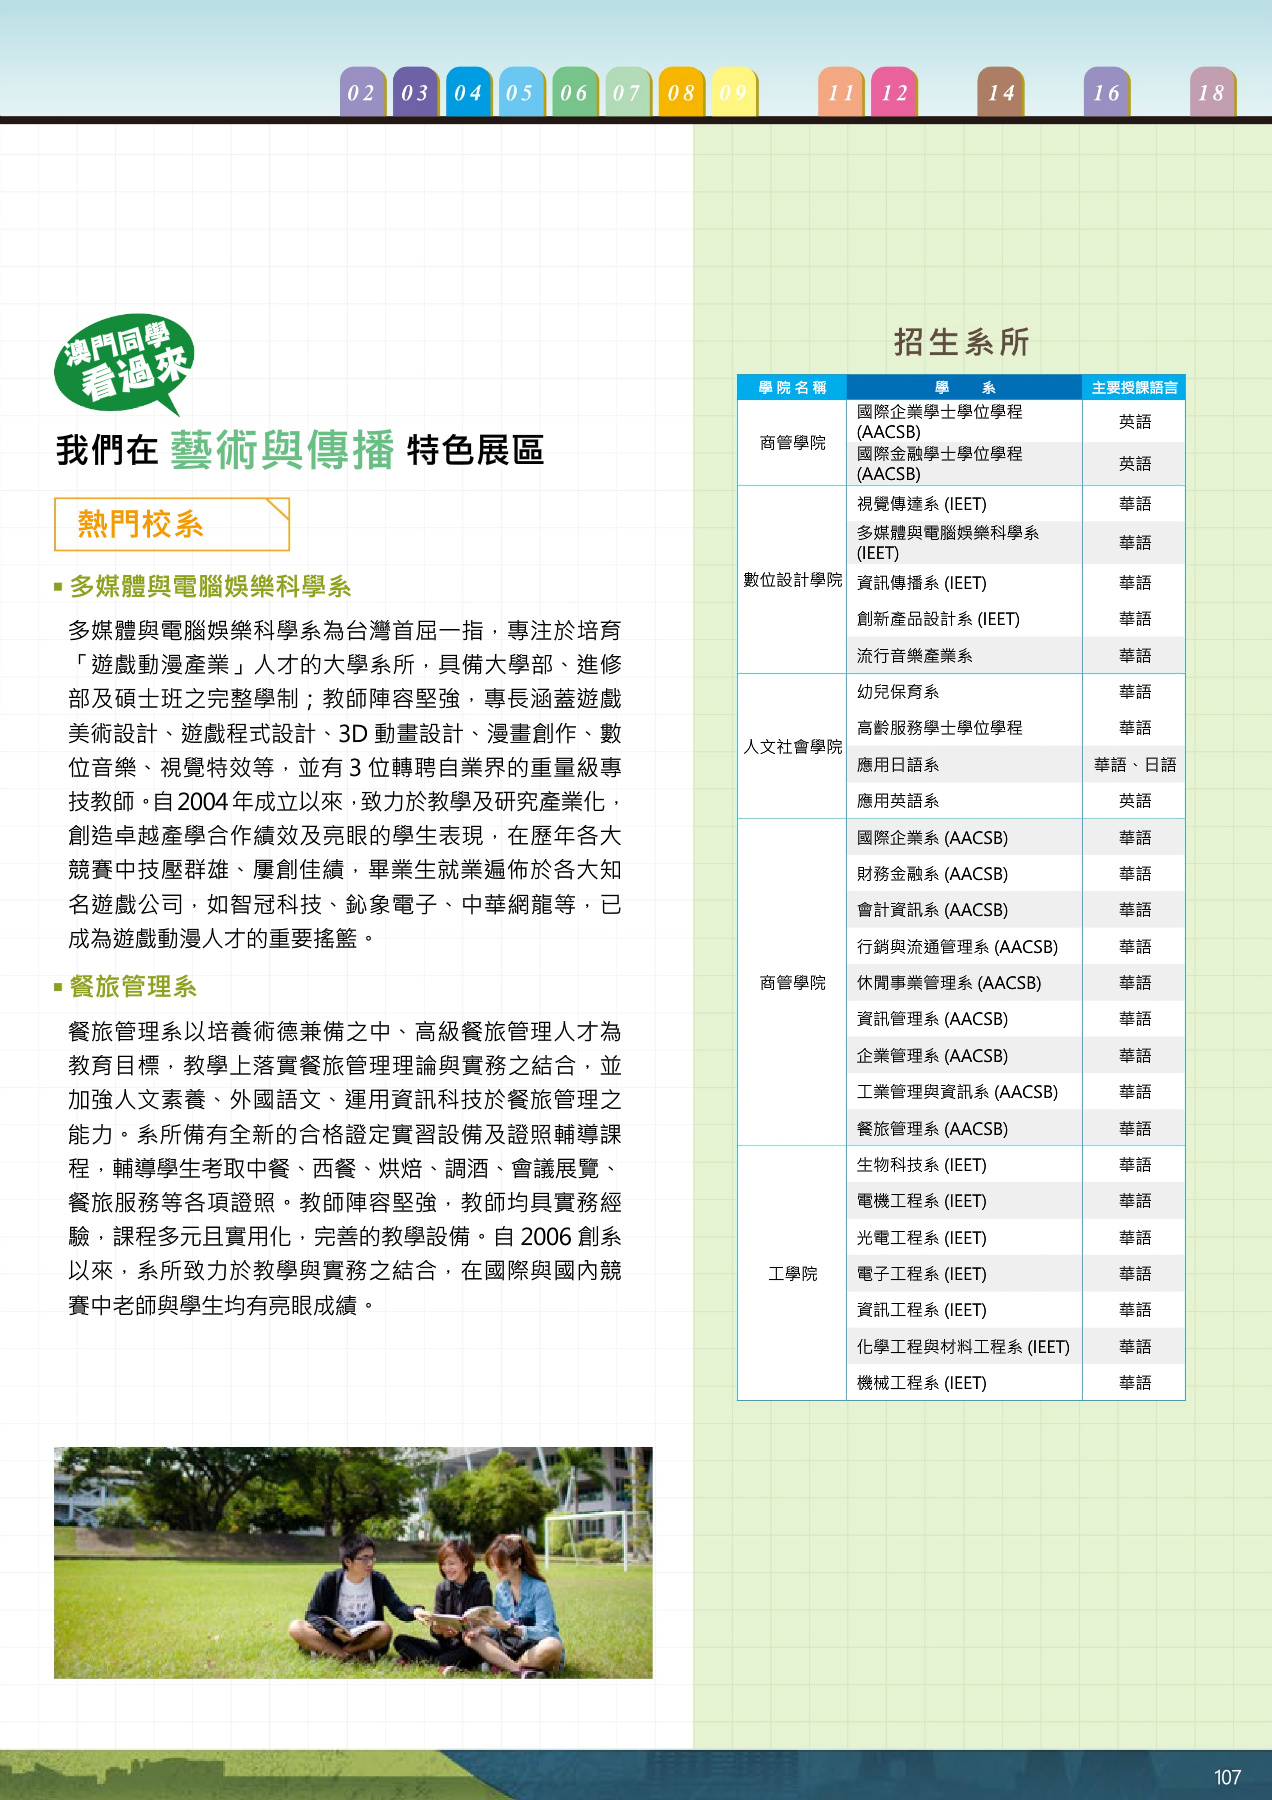 02 03 04 05 06 07 08 09 11 12 14 16 18
澳門同學
看過來
我們在 藝術與傳播 特色展區
熱門校系
▪ 多媒體與電腦娛樂科學系
多媒體與電腦娛樂科學系為台灣首屈一指，專注於培育
「遊戲動漫產業」人才的大學系所，具備大學部、進修
部及碩士班之完整學制；教師陣容堅強，專長涵蓋遊戲
美術設計、遊戲程式設計、3D 動畫設計、漫畫創作、數
位音樂、視覺特效等，並有 3 位轉聘自業界的重量級專
技教師。自 2004 年成立以來，致力於教學及研究產業化，
創造卓越產學合作績效及亮眼的學生表現，在歷年各大
競賽中技壓群雄、屢創佳績，畢業生就業遍佈於各大知
名遊戲公司，如智冠科技、鈊象電子、中華網龍等，已
成為遊戲動漫人才的重要搖籃。
▪ 餐旅管理系
餐旅管理系以培養術德兼備之中、高級餐旅管理人才為
教育目標，教學上落實餐旅管理理論與實務之結合，並
加強人文素養、外國語文、運用資訊科技於餐旅管理之
能力。系所備有全新的合格證定實習設備及證照輔導課
程，輔導學生考取中餐、西餐、烘焙、調酒、會議展覽、
餐旅服務等各項證照。教師陣容堅強，教師均具實務經
驗，課程多元且實用化，完善的教學設備。自 2006 創系
以來，系所致力於教學與實務之結合，在國際與國內競
賽中老師與學生均有亮眼成績。
招生系所
學院名稱 學系 主要授課語言
商管學院
國際企業學士學位學程
(AACSB) 英語
國際金融學士學位學程
(AACSB) 英語
數位設計學院
視覺傳達系 (IEET) 華語
多媒體與電腦娛樂科學系
(IEET) 華語
資訊傳播系 (IEET) 華語
創新產品設計系 (IEET) 華語
流行音樂產業系 華語
人文社會學院
幼兒保育系 華語
高齡服務學士學位學程 華語
應用日語系 華語、日語
應用英語系 英語
商管學院
國際企業系 (AACSB) 華語
財務金融系 (AACSB) 華語
會計資訊系 (AACSB) 華語
行銷與流通管理系 (AACSB) 華語
休閒事業管理系 (AACSB) 華語
資訊管理系 (AACSB) 華語
企業管理系 (AACSB) 華語
工業管理與資訊系 (AACSB) 華語
餐旅管理系 (AACSB) 華語
工學院
生物科技系 (IEET) 華語
電機工程系 (IEET) 華語
光電工程系 (IEET) 華語
電子工程系 (IEET) 華語
資訊工程系 (IEET) 華語
化學工程與材料工程系 (IEET) 華語
機械工程系 (IEET) 華語
107